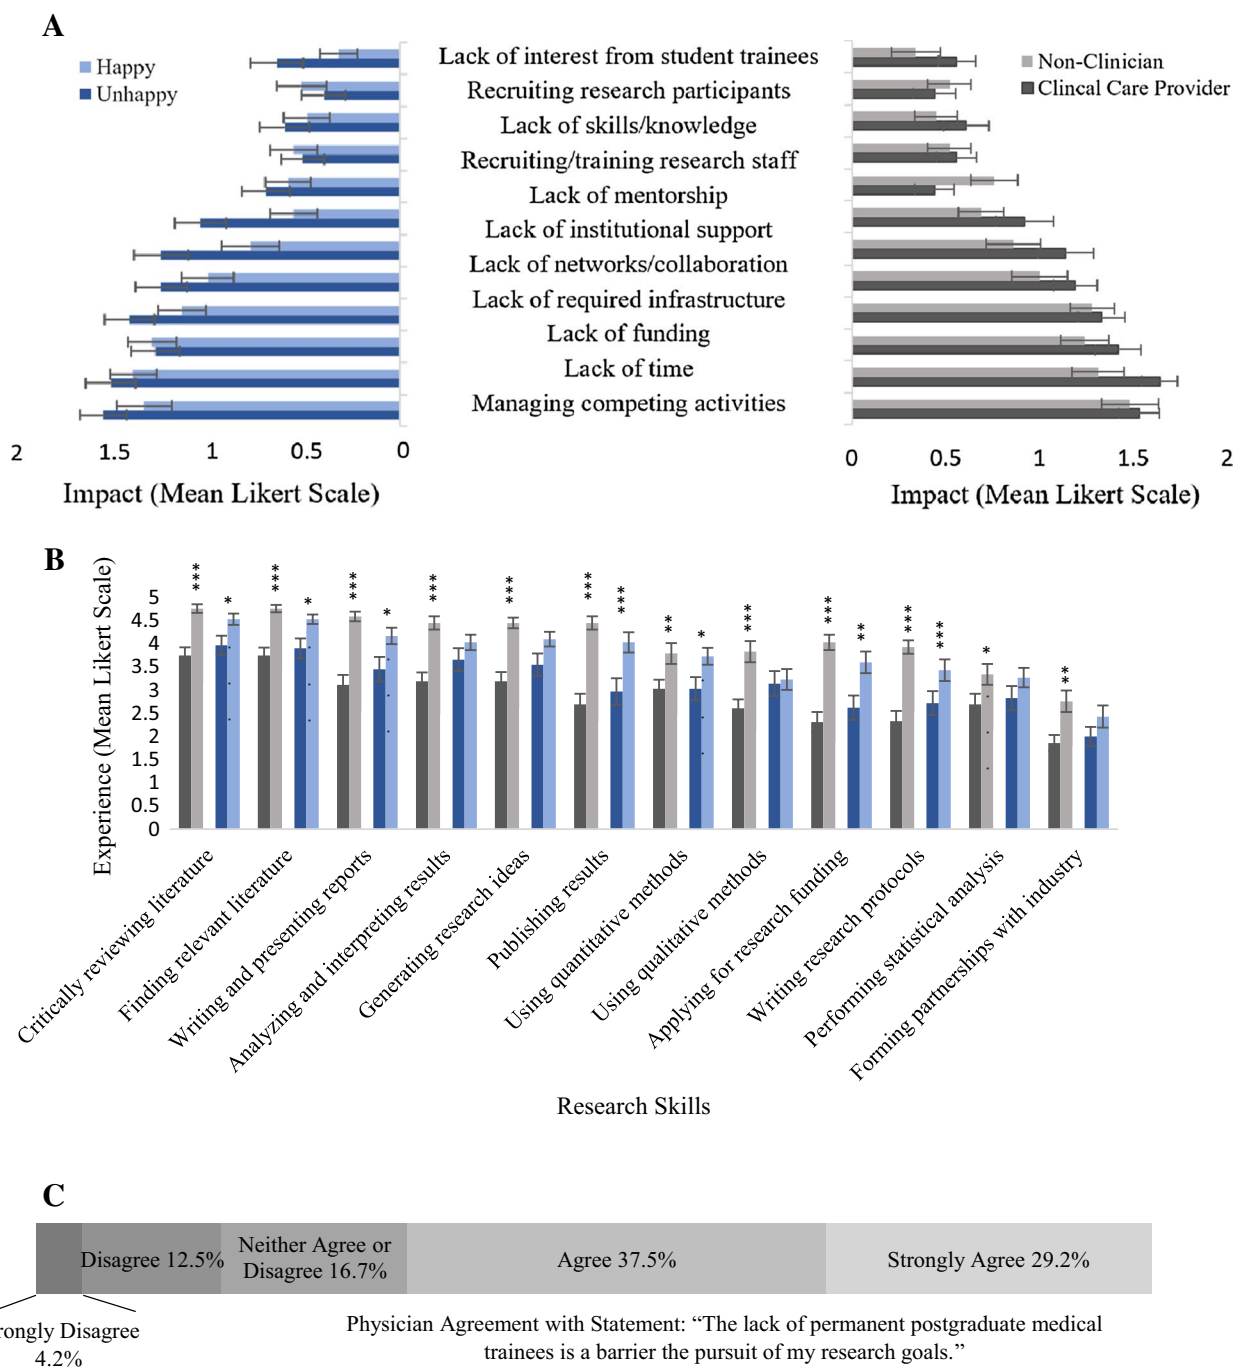 A
Happy
Unhappy
Lack of interest from student trainees
Recruiting research participants
Lack of skills/knowledge
Recruiting/training research staff
Lack of mentorship
Lack of institutional support
Lack of networks/collaboration
Lack of required infrastructure
Lack of funding
Lack of time
Managing competing activities
Non-Clinician
Clincal Care Provider
2 1.5 1 0.5 0
0 0.5 1 1.5 2
Impact (Mean Likert Scale)
Impact (Mean Likert Scale)
B
Experience (Mean Likert Scale)
5
4.5
4
3.5
3
2.5
2
1.5
1
0.5
0
*** * *** * *** * *** *** *** *** ** * *** *** ** *** *** * **
Critically reviewing literature
Finding relevant literature
Writing and presenting reports
Analyzing and interpreting results
Generating research ideas
Publishing results
Using quantitative methods
Using qualitative methods
Applying for research funding
Writing research protocols
Performing statistical analysis
Forming partnerships with industry
Research Skills
C
Disagree 12.5%
Neither Agree or
Disagree 16.7%
Agree 37.5%
Strongly Agree 29.2%
rongly Disagree
4.2%
Physician Agreement with Statement: “The lack of permanent postgraduate medical
trainees is a barrier the pursuit of my research goals.”